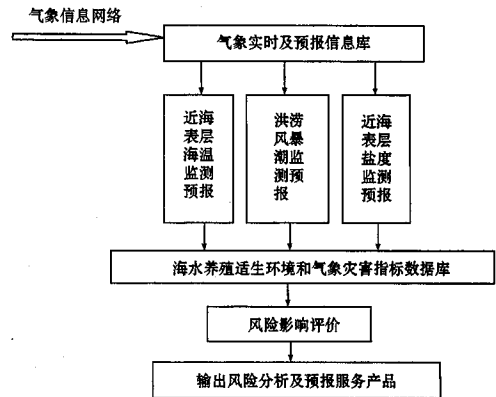 气象信息网络
气象实时及预报信息库
近海
表层
海温
监测
预报
洪涝
风暴
潮监
测预
报
近海
表层
盐度
监测
预报
海水养殖适生环境和气象灾害指标数据库
风险影响评价
输出风险分析及预报服务产品